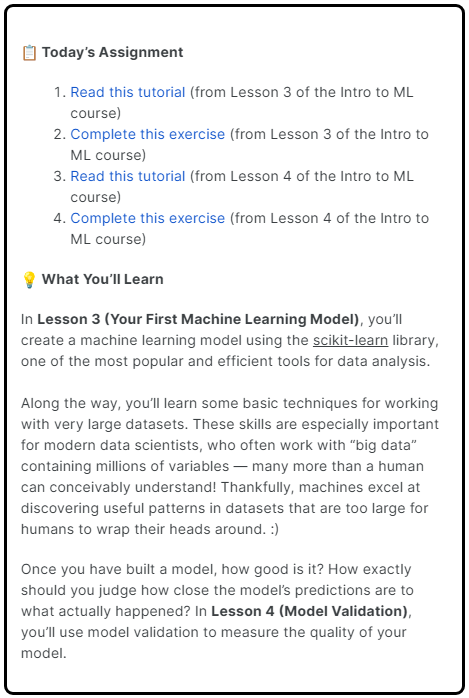 📋 Today’s Assignment
1. Read this tutorial (from Lesson 3 of the Intro to ML
course)
2. Complete this exercise (from Lesson 3 of the Intro to
ML course)
3. Read this tutorial (from Lesson 4 of the Intro to ML
course)
4. Complete this exercise (from Lesson 4 of the Intro to
ML course)
💡 What You’ll Learn
In Lesson 3 (Your First Machine Learning Model), you’ll
create a machine learning model using the scikit-learn library,
one of the most popular and efficient tools for data analysis.
Along the way, you’ll learn some basic techniques for working
with very large datasets. These skills are especially important
for modern data scientists, who often work with “big data”
containing millions of variables — many more than a human
can conceivably understand! Thankfully, machines excel at
discovering useful patterns in datasets that are too large for
humans to wrap their heads around. :)
Once you have built a model, how good is it? How exactly
should you judge how close the model’s predictions are to
what actually happened? In Lesson 4 (Model Validation),
you’ll use model validation to measure the quality of your
model.